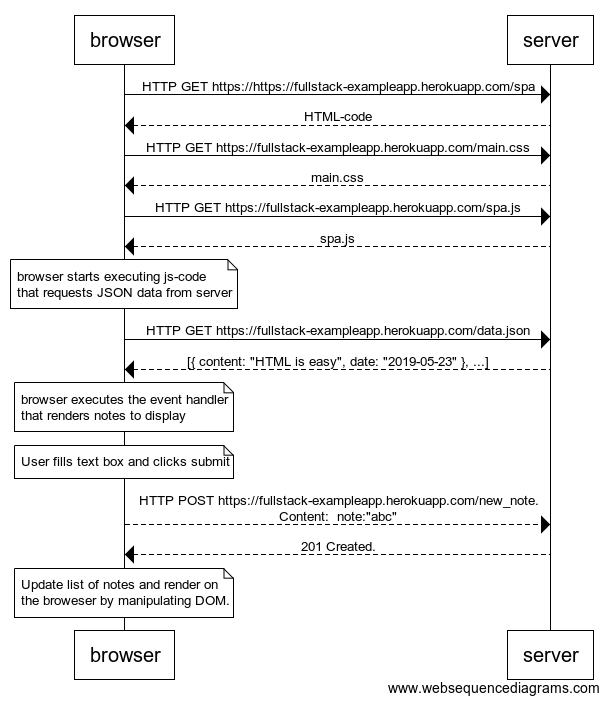 browser server
HTTP GET https://https://fullstack-exampleapp.herokuapp.com/spa
HTML-code
HTTP GET https://fullstack-exampleapp.herokuapp.com/main.css
main.css
HTTP GET https://fullstack-exampleapp.herokuapp.com/spa.js
spa.js
browser starts executing js-code
that requests JSON data from server
HTTP GET https://fullstack-exampleapp.herokuapp.com/data.json
[{ content: "HTML is easy", date: "2019-05-23" }, ...]
browser executes the event handler
that renders notes to display
User fills text box and clicks submit
HTTP POST https://fullstack-exampleapp.herokuapp.com/new_note.
Content: note:"abc"
201 Created.
Update list of notes and render on
the broweser by manipulating DOM.
browser server
www.websequencediagrams.com